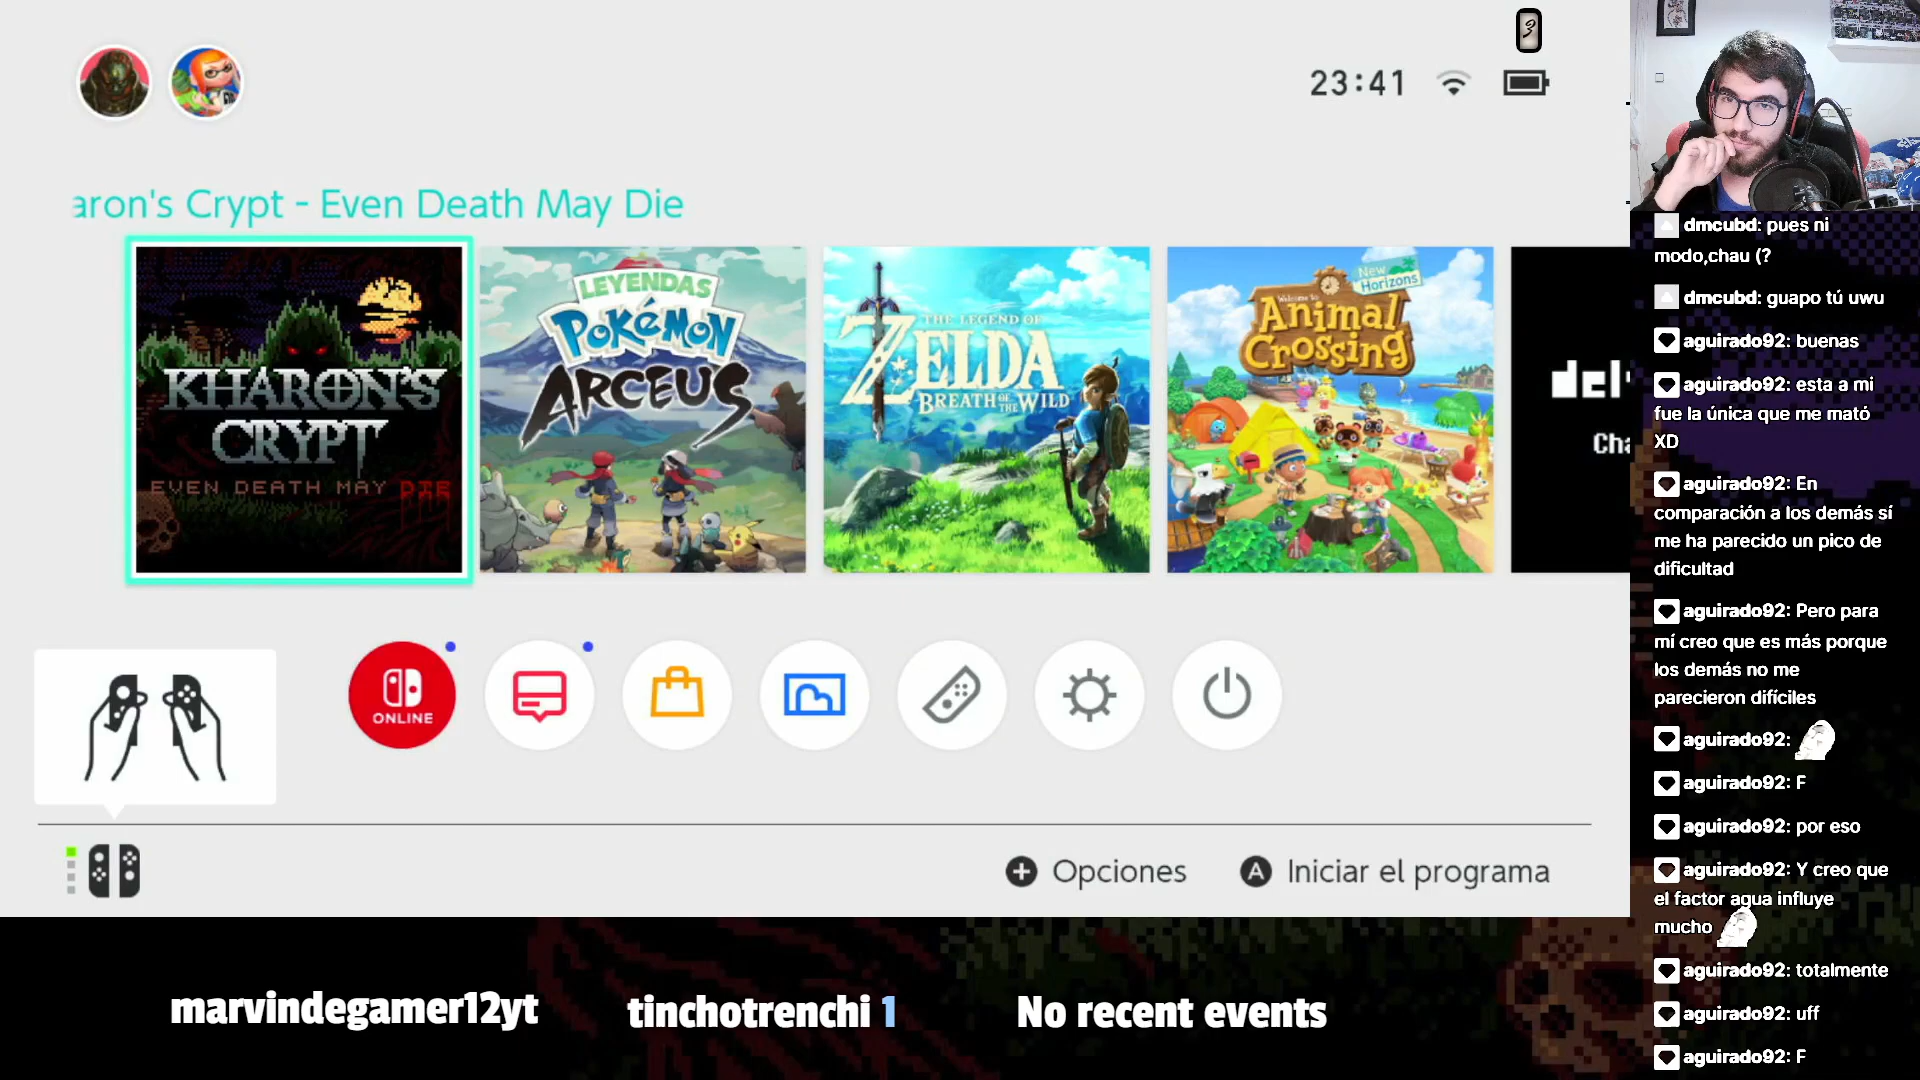 3
23:41
aron's Crypt - Even Death May Die
KHARON'S
CRYPT
EVEN DEATH MAY DIE
LEYENDAS
POKéMON
ARCEUS
THE LEGEND OF
ZELDA
BREATH OF THE WILD
New
Horizons
Welcome to
Animal
Crossing
del
Cha
ONLINE
+ Opciones
A Iniciar el programa
marvindegamer12yt
tinchotrenchi 1
No recent events
dmcubd: pues ni
modo,chau (?
dmcubd: guapo tú uwu
aguirado92: buenas
aguirado92: esta a mi
fue la única que me mató
XD
aguirado92: En
comparación a los demás sí
me ha parecido un pico de
dificultad
aguirado92: Pero para
mí creo que es más porque
los demás no me
parecieron difíciles
aguirado92:
aguirado92: F
aguirado92: por eso
aguirado92: Y creo que
el factor agua influye
mucho
aguirado92: totalmente
aguirado92: uff
aguirado92: F